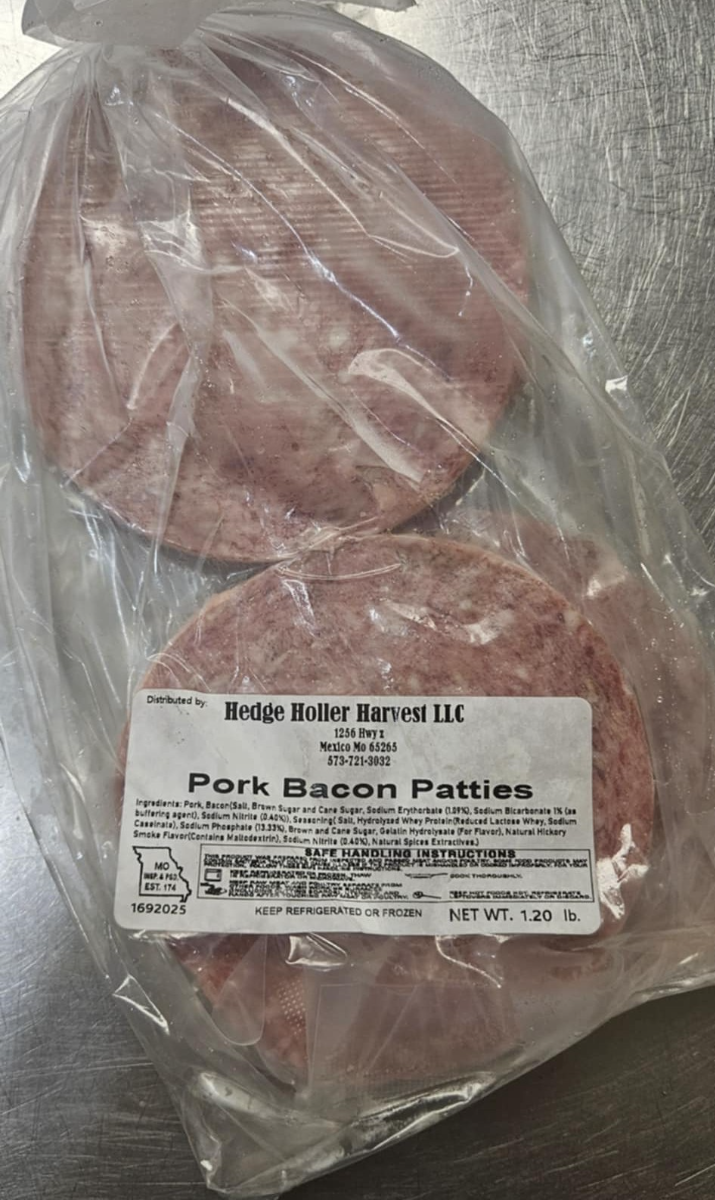 Distributed by:
Hedge Holler Harvest LLC
1256 Hwy z
Mexico Mo 65265
573-721-3032
Pork Bacon Patties
Ingredients: Pork, Bacon(Salt, Brown Sugar and Cane Sugar, Sodium Erythorbate (1.09%), Sodium Bicarbonate 1% (as
buffering agent), Sodium Nitrite (0.40%)), Seasoning( Salt, Hydrolyzed Whey Protein(Reduced Lactose Whey, Sodium
Caseinate), Sodium Phosphate (13.33%), Brown and Cane Sugar, Gelatin Hydrolysate (For Flavor), Natural Hickory
Smoke Flavor(Contains Maltodextrin), Sodium Nitrite (0.40%), Natural Spices Extractives.)
SAFE HANDLING INSTRUCTIONS
COOK THOROUGHLY.
MO
INSP. & PSD.
EST. 174
1692025
KEEP REFRIGERATED OR FROZEN
NET WT. 1.20 lb.